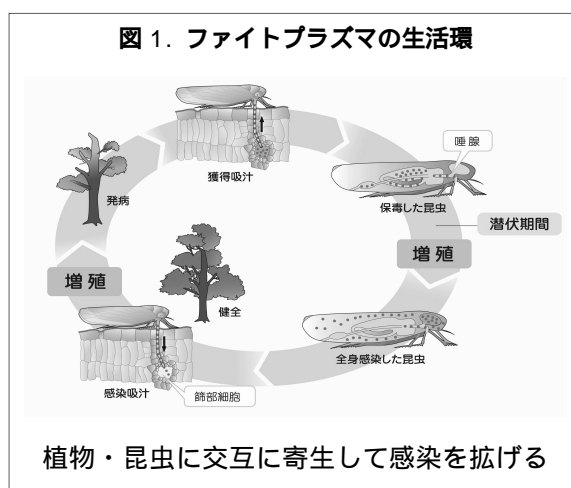 図 1. ファイトプラズマの生活環
唾腺
発病
獲得吸汁
保毒した昆虫
潜伏期間
増殖
増殖
健全
全身感染した昆虫
感染吸汁
篩部細胞
植物・昆虫に交互に寄生して感染を拡げる